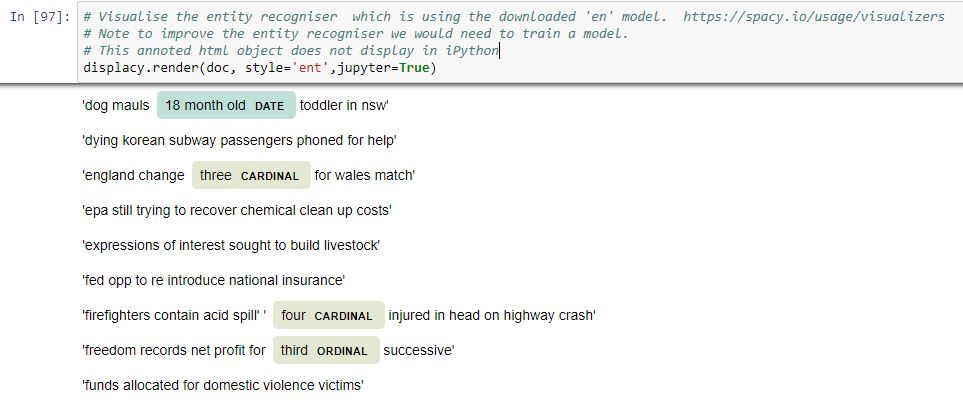 In [97]: # Visualise the entity recogniser  which is using the downloaded 'en' model.  https://spacy.io/usage/visualizers
# Note to improve the entity recogniser we would need to train a model.
# This annoted html object does not display in iPython
displacy.render(doc, style='ent',jupyter=True)
'dog mauls 18 month old DATE toddler in nsw'
'dying korean subway passengers phoned for help'
'england change three CARDINAL for wales match'
'epa still trying to recover chemical clean up costs'
'expressions of interest sought to build livestock'
'fed opp to re introduce national insurance'
'firefighters contain acid spill' ' four CARDINAL injured in head on highway crash'
'freedom records net profit for third ORDINAL successive'
'funds allocated for domestic violence victims'